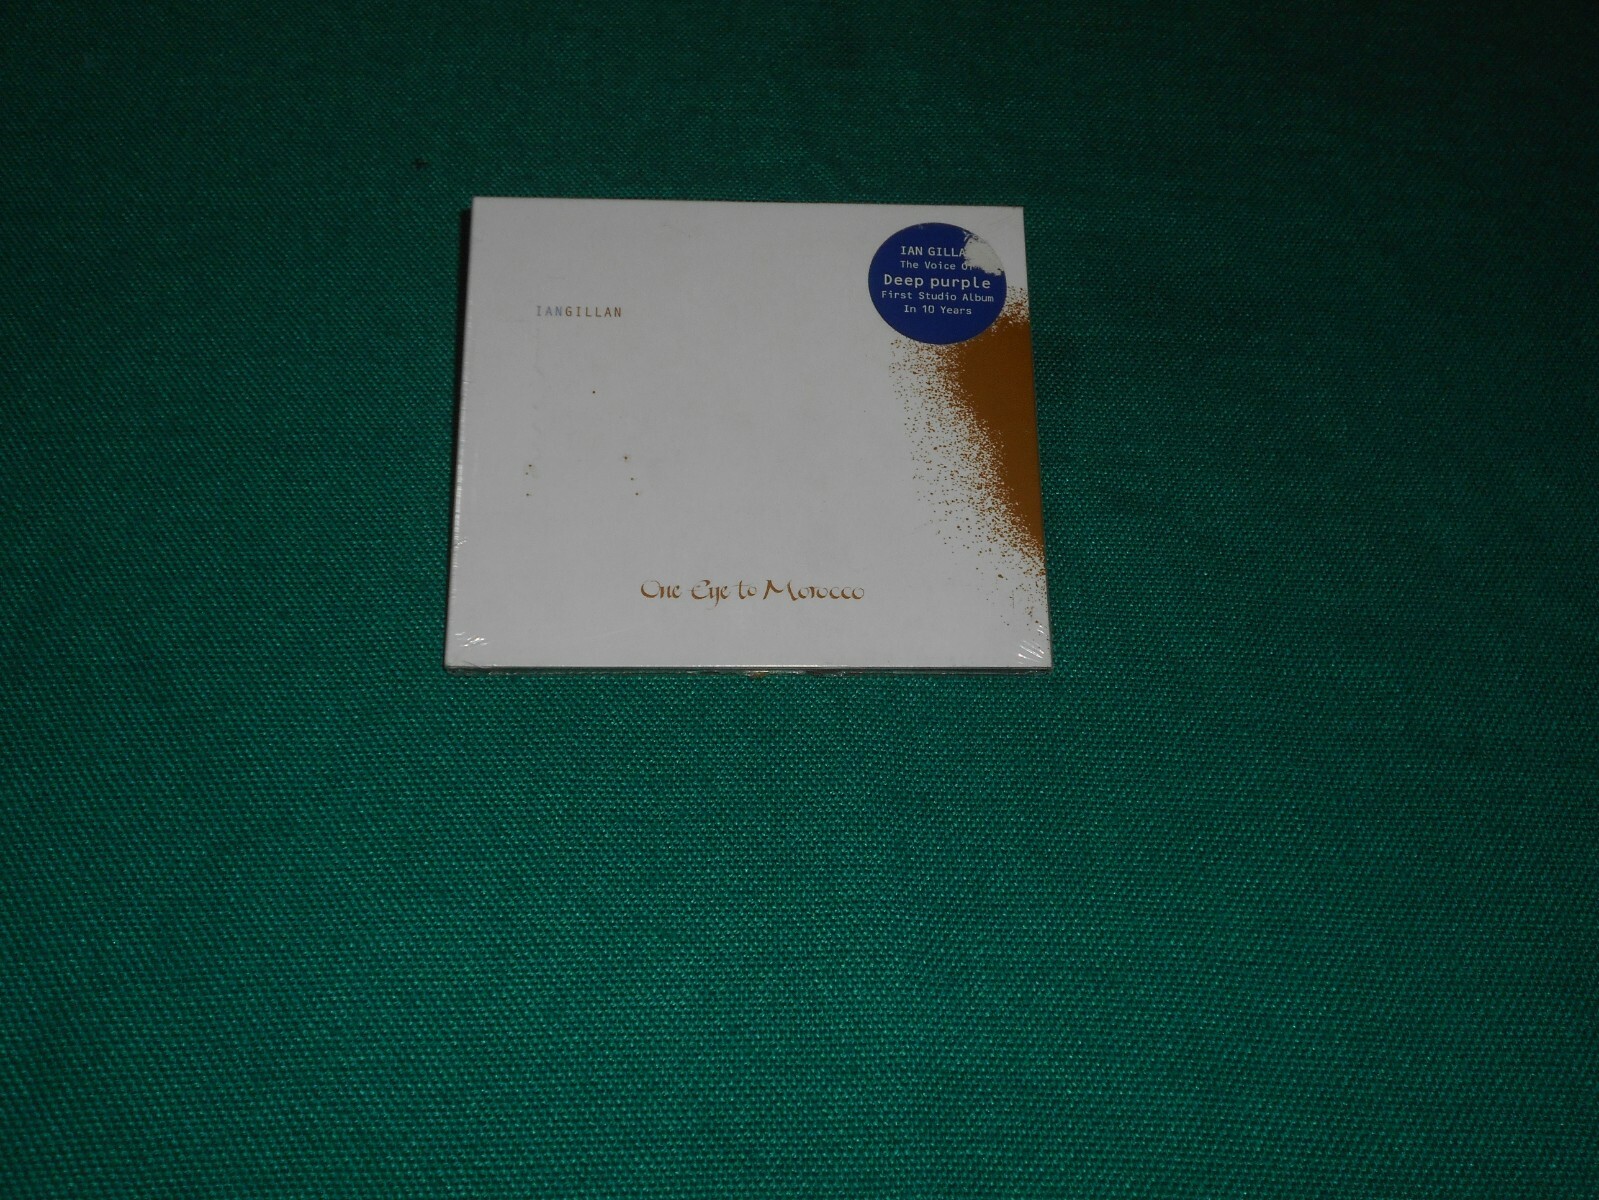 IAN GILLA
The Voice Of
Deep purple
First Studio Album
In 10 Years
IANGILLAN
One Eye to Morocco